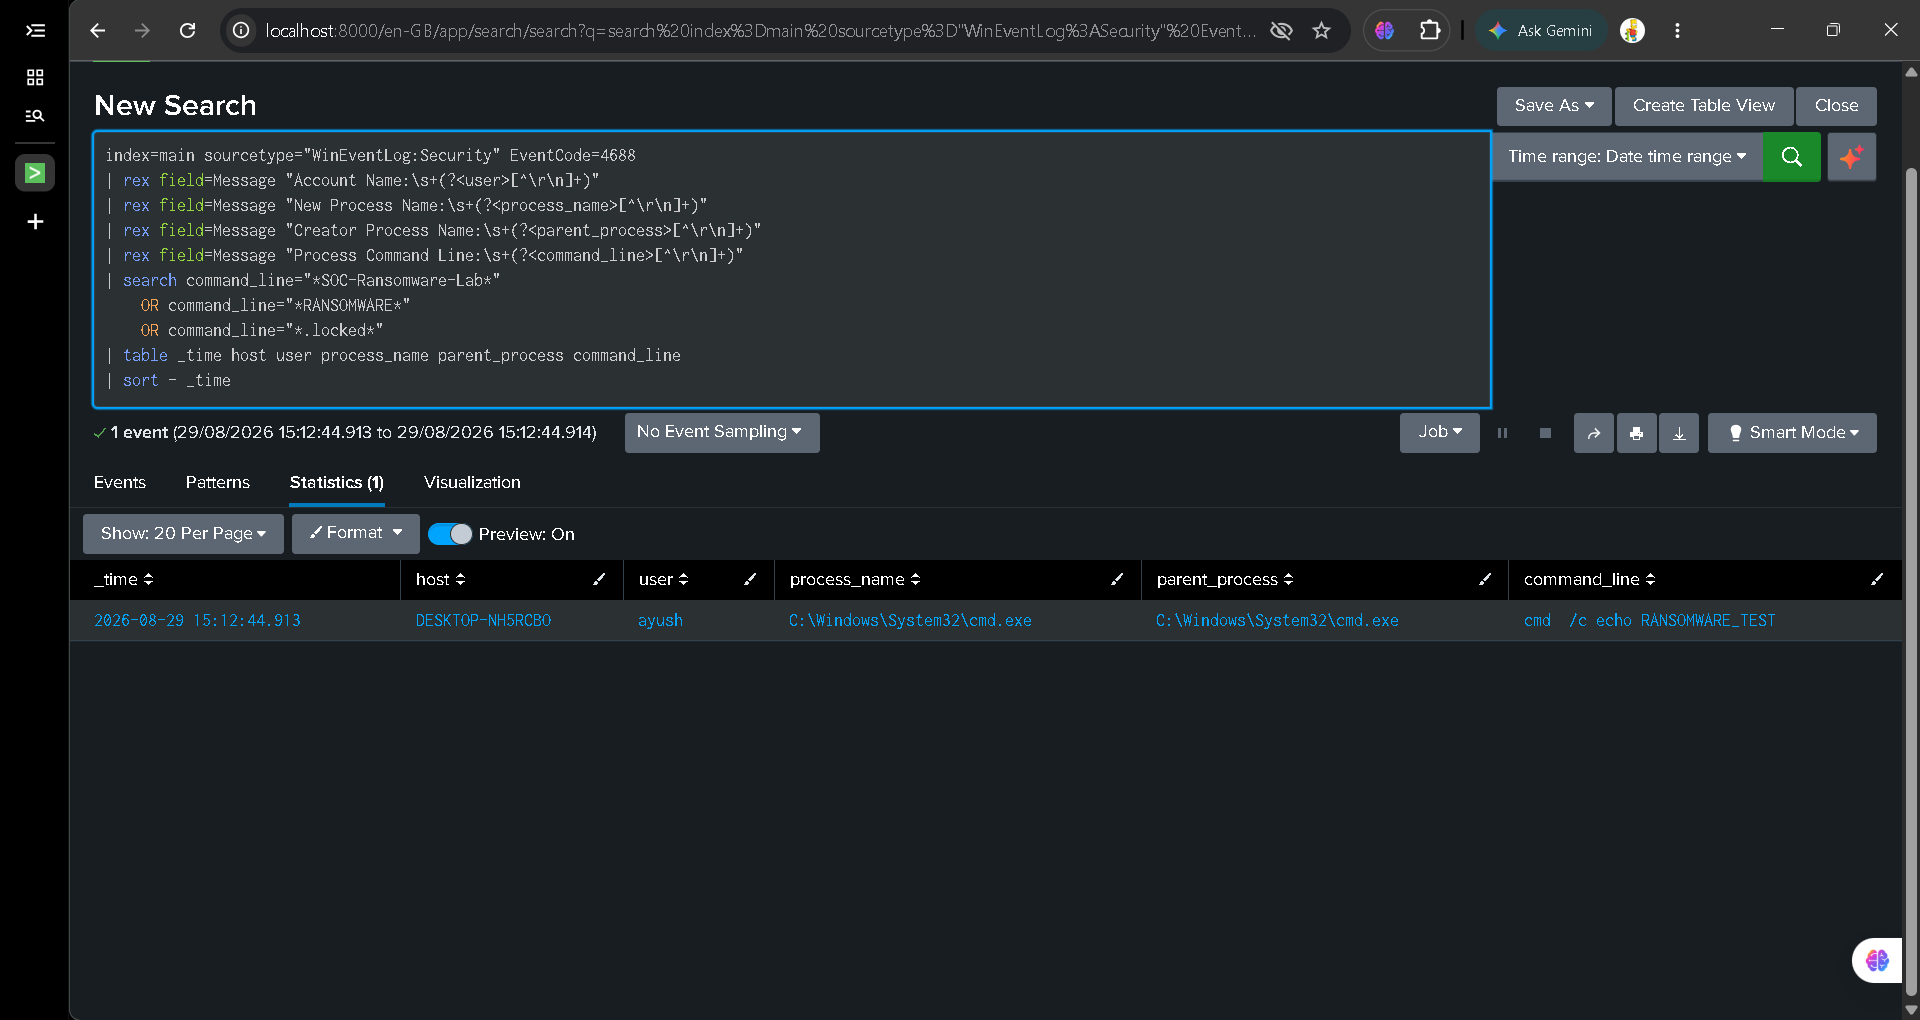 localhost:8000/en-GB/app/search/search?q=search%20index%3Dmain%20sourcetype%3D"WinEventLog%3ASecurity"%20Event...
Ask Gemini
New Search
Save As
Create Table View
Close
index=main sourcetype="WinEventLog:Security" EventCode=4688
| rex field=Message "Account Name:\s+(?<user>[^\r\n]+)"
| rex field=Message "New Process Name:\s+(?<process_name>[^\r\n]+)"
| rex field=Message "Creator Process Name:\s+(?<parent_process>[^\r\n]+)"
| rex field=Message "Process Command Line:\s+(?<command_line>[^\r\n]+)"
| search command_line="*SOC-Ransomware-Lab*"
OR command_line="*RANSOMWARE*"
OR command_line="*.locked*"
| table _time host user process_name parent_process command_line
| sort - _time
Time range: Date time range
1 event (29/08/2026 15:12:44.913 to 29/08/2026 15:12:44.914)
No Event Sampling
Job
Smart Mode
Events
Patterns
Statistics (1)
Visualization
Show: 20 Per Page
Format
Preview: On
_time host user process_name parent_process command_line
2026-08-29 15:12:44.913 DESKTOP-NH5RCBO ayush C:\Windows\System32\cmd.exe C:\Windows\System32\cmd.exe cmd  /c echo RANSOMWARE_TEST